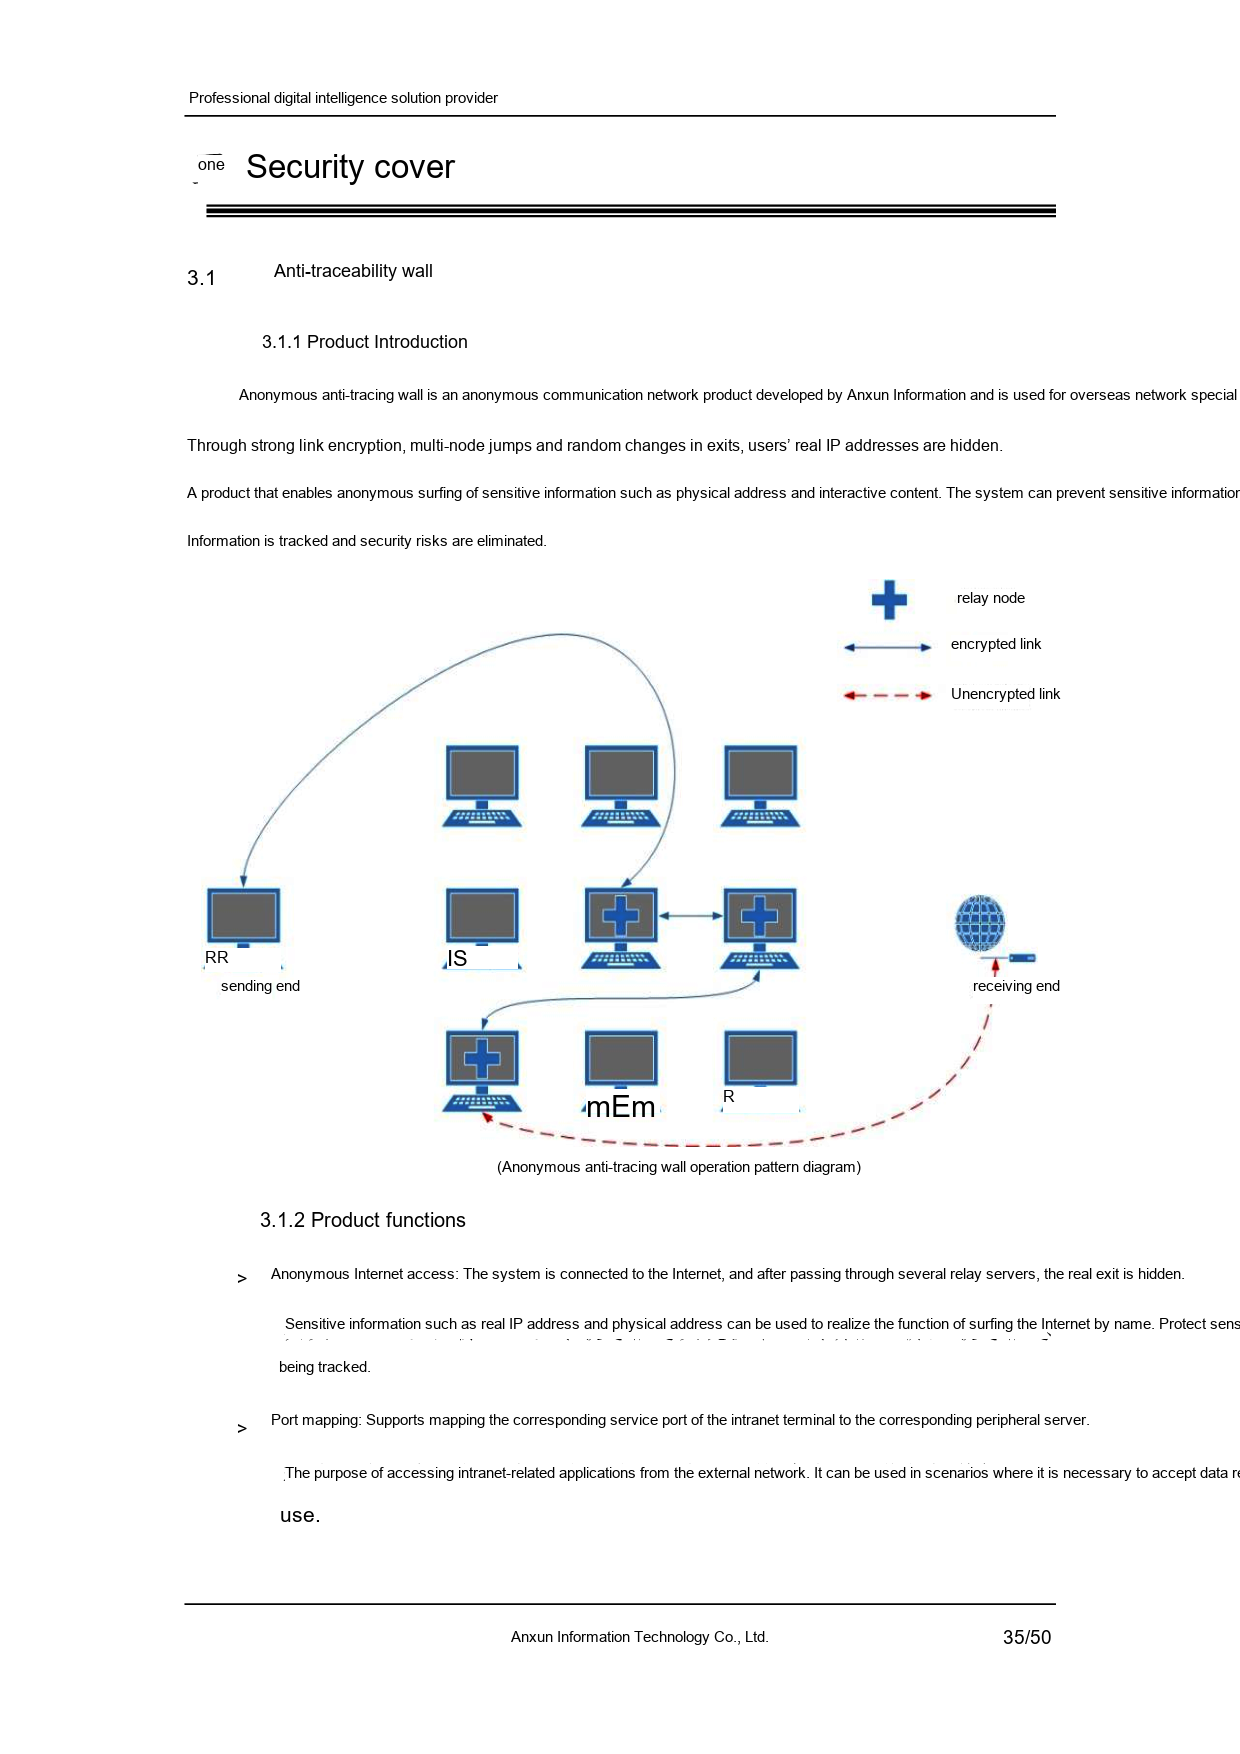 Professional digital intelligence solution provider
one Security cover
3.1 Anti-traceability wall
3.1.1 Product Introduction
Anonymous anti-tracing wall is an anonymous communication network product developed by Anxun Information and is used for overseas network special
Through strong link encryption, multi-node jumps and random changes in exits, users’ real IP addresses are hidden.
A product that enables anonymous surfing of sensitive information such as physical address and interactive content. The system can prevent sensitive information
Information is tracked and security risks are eliminated.
relay node
encrypted link
Unencrypted link
RR
IS
sending end
receiving end
mEm
R
(Anonymous anti-tracing wall operation pattern diagram)
3.1.2 Product functions
> Anonymous Internet access: The system is connected to the Internet, and after passing through several relay servers, the real exit is hidden.
Sensitive information such as real IP address and physical address can be used to realize the function of surfing the Internet by name. Protect sens
being tracked.
> Port mapping: Supports mapping the corresponding service port of the intranet terminal to the corresponding peripheral server.
The purpose of accessing intranet-related applications from the external network. It can be used in scenarios where it is necessary to accept data re
use.
Anxun Information Technology Co., Ltd. 35/50